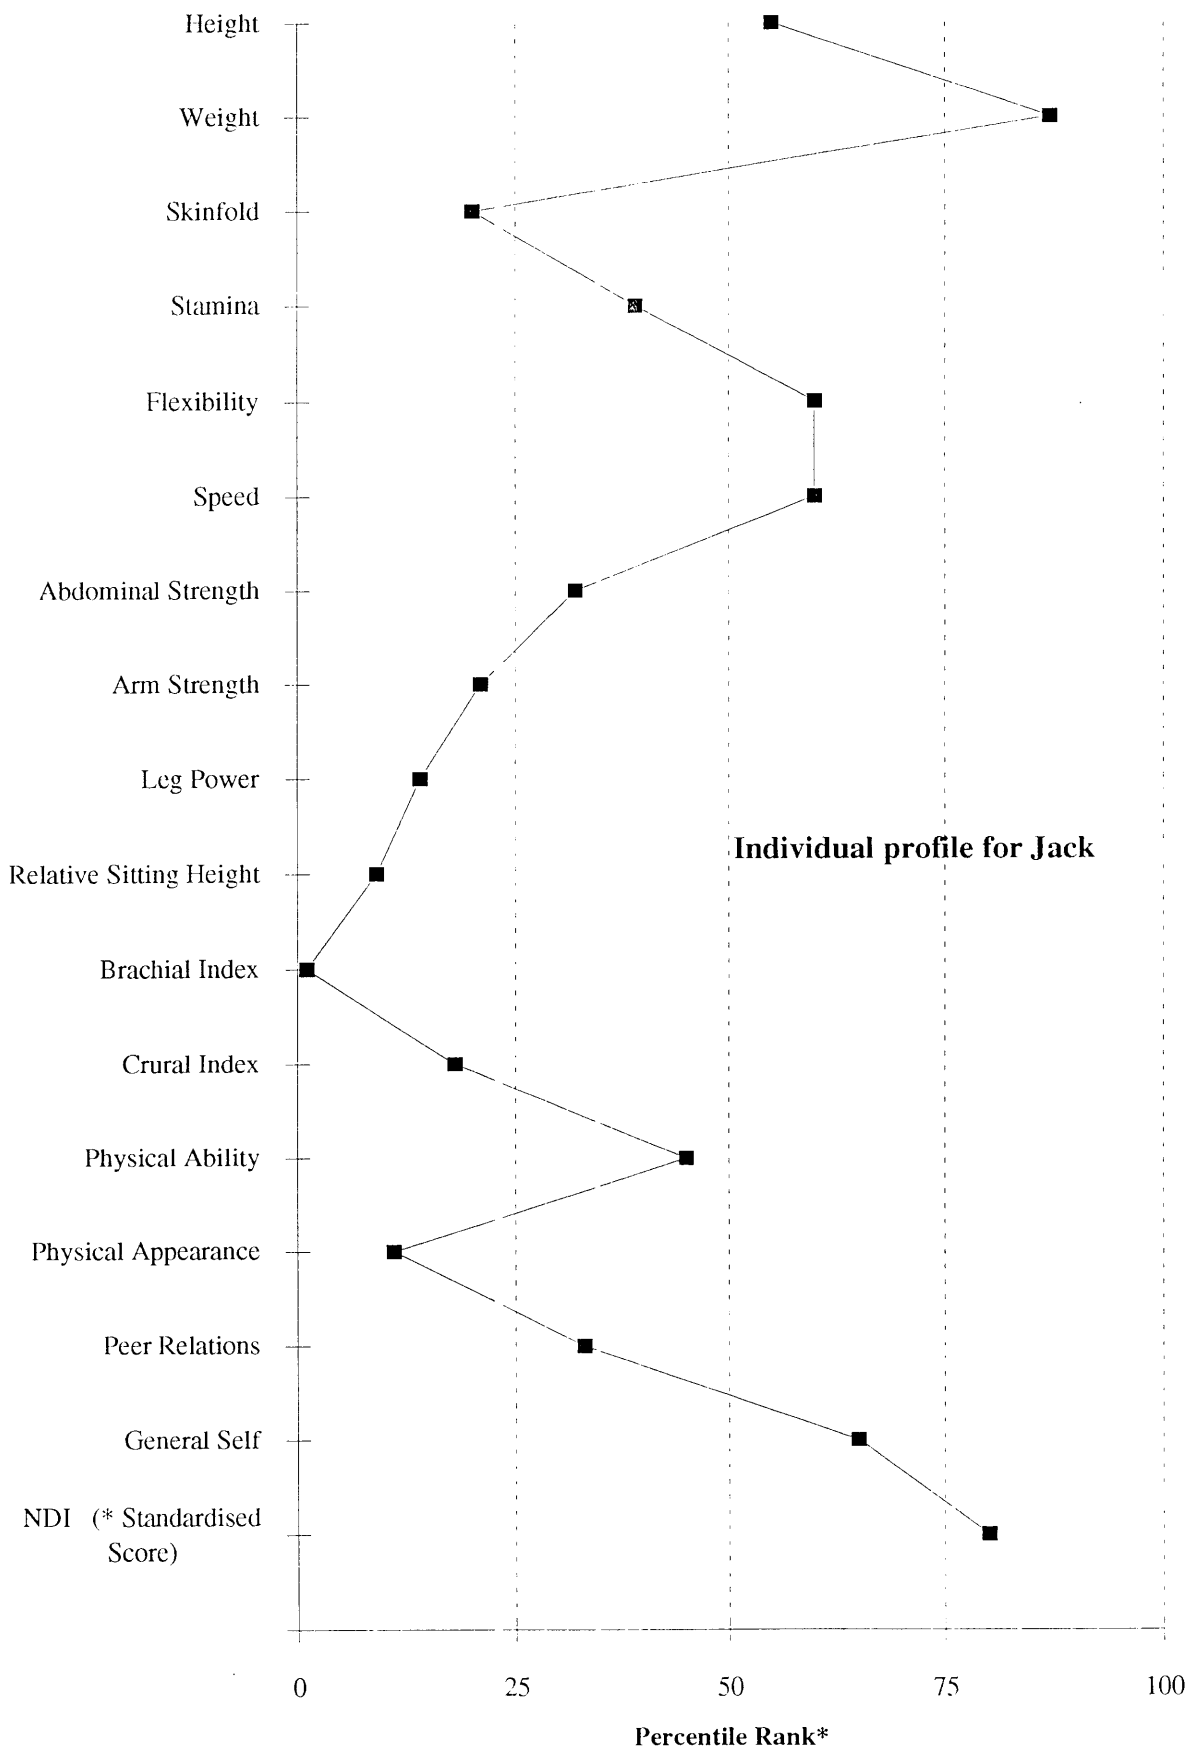 Height
Weight
Skinfold
Stamina
Flexibility
Speed
Abdominal Strength
Arm Strength
Leg Power
Individual profile for Jack
Relative Sitting Height
Brachial Index
Crural Index
Physical Ability
Physical Appearance
Peer Relations
General Self
NDI (* Standardised
Score)
0 25 50 75 100
Percentile Rank*